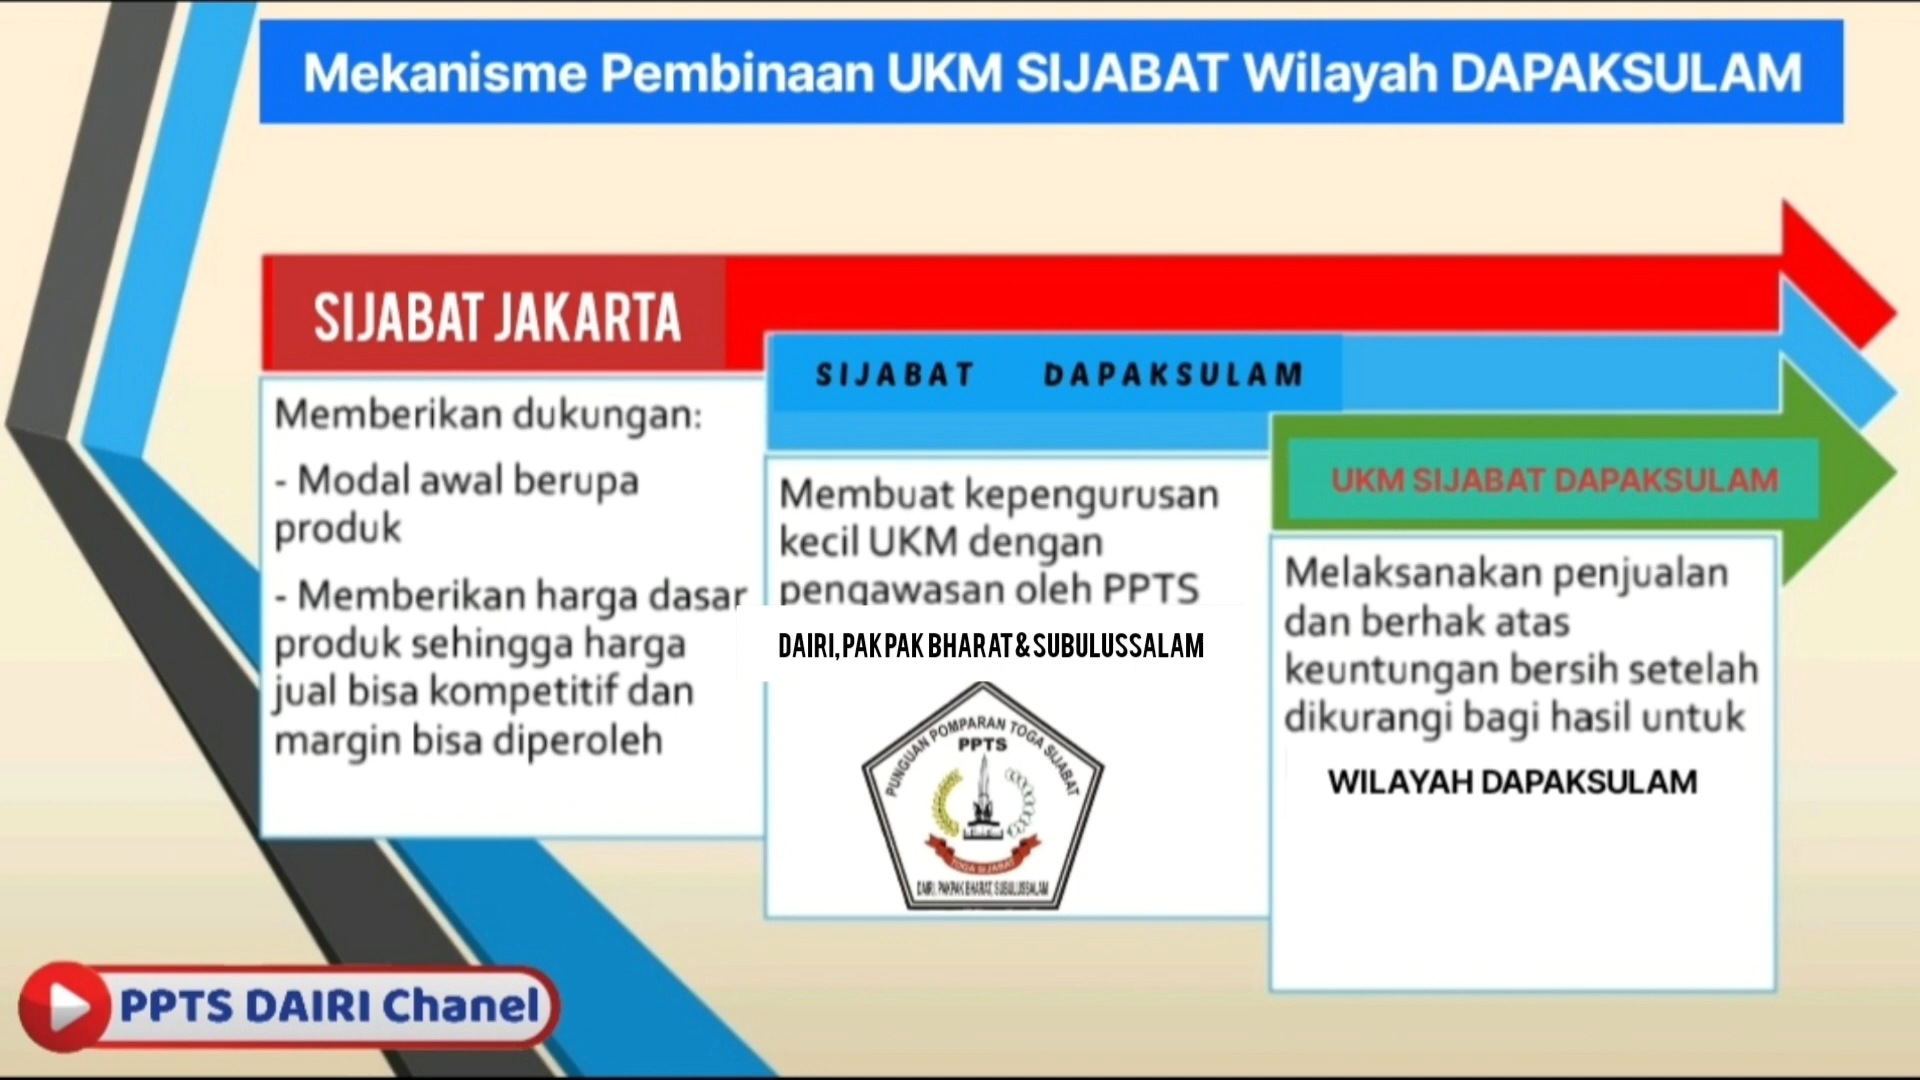 Mekanisme Pembinaan UKM SIJABAT Wilayah DAPAKSULAM
SIJABAT JAKARTA
Memberikan dukungan:
- Modal awal berupa
produk
- Memberikan harga dasar
produk sehingga harga
jual bisa kompetitif dan
margin bisa diperoleh
SIJABAT DAPAKSULAM
Membuat kepengurusan
kecil UKM dengan
pengawasan oleh PPTS
DAIRI, PAKPAK BHARAT & SUBULUSSALAM
PUNGUAN POMPARAN TOGA SIJABAT
PPTS
TOGA SIJABAT
DAIRI, PAKPAK BHARAT, SUBULUSSALAM
UKM SIJABAT DAPAKSULAM
Melaksanakan penjualan
dan berhak atas
keuntungan bersih setelah
dikurangi bagi hasil untuk
WILAYAH DAPAKSULAM
PPTS DAIRI Chanel